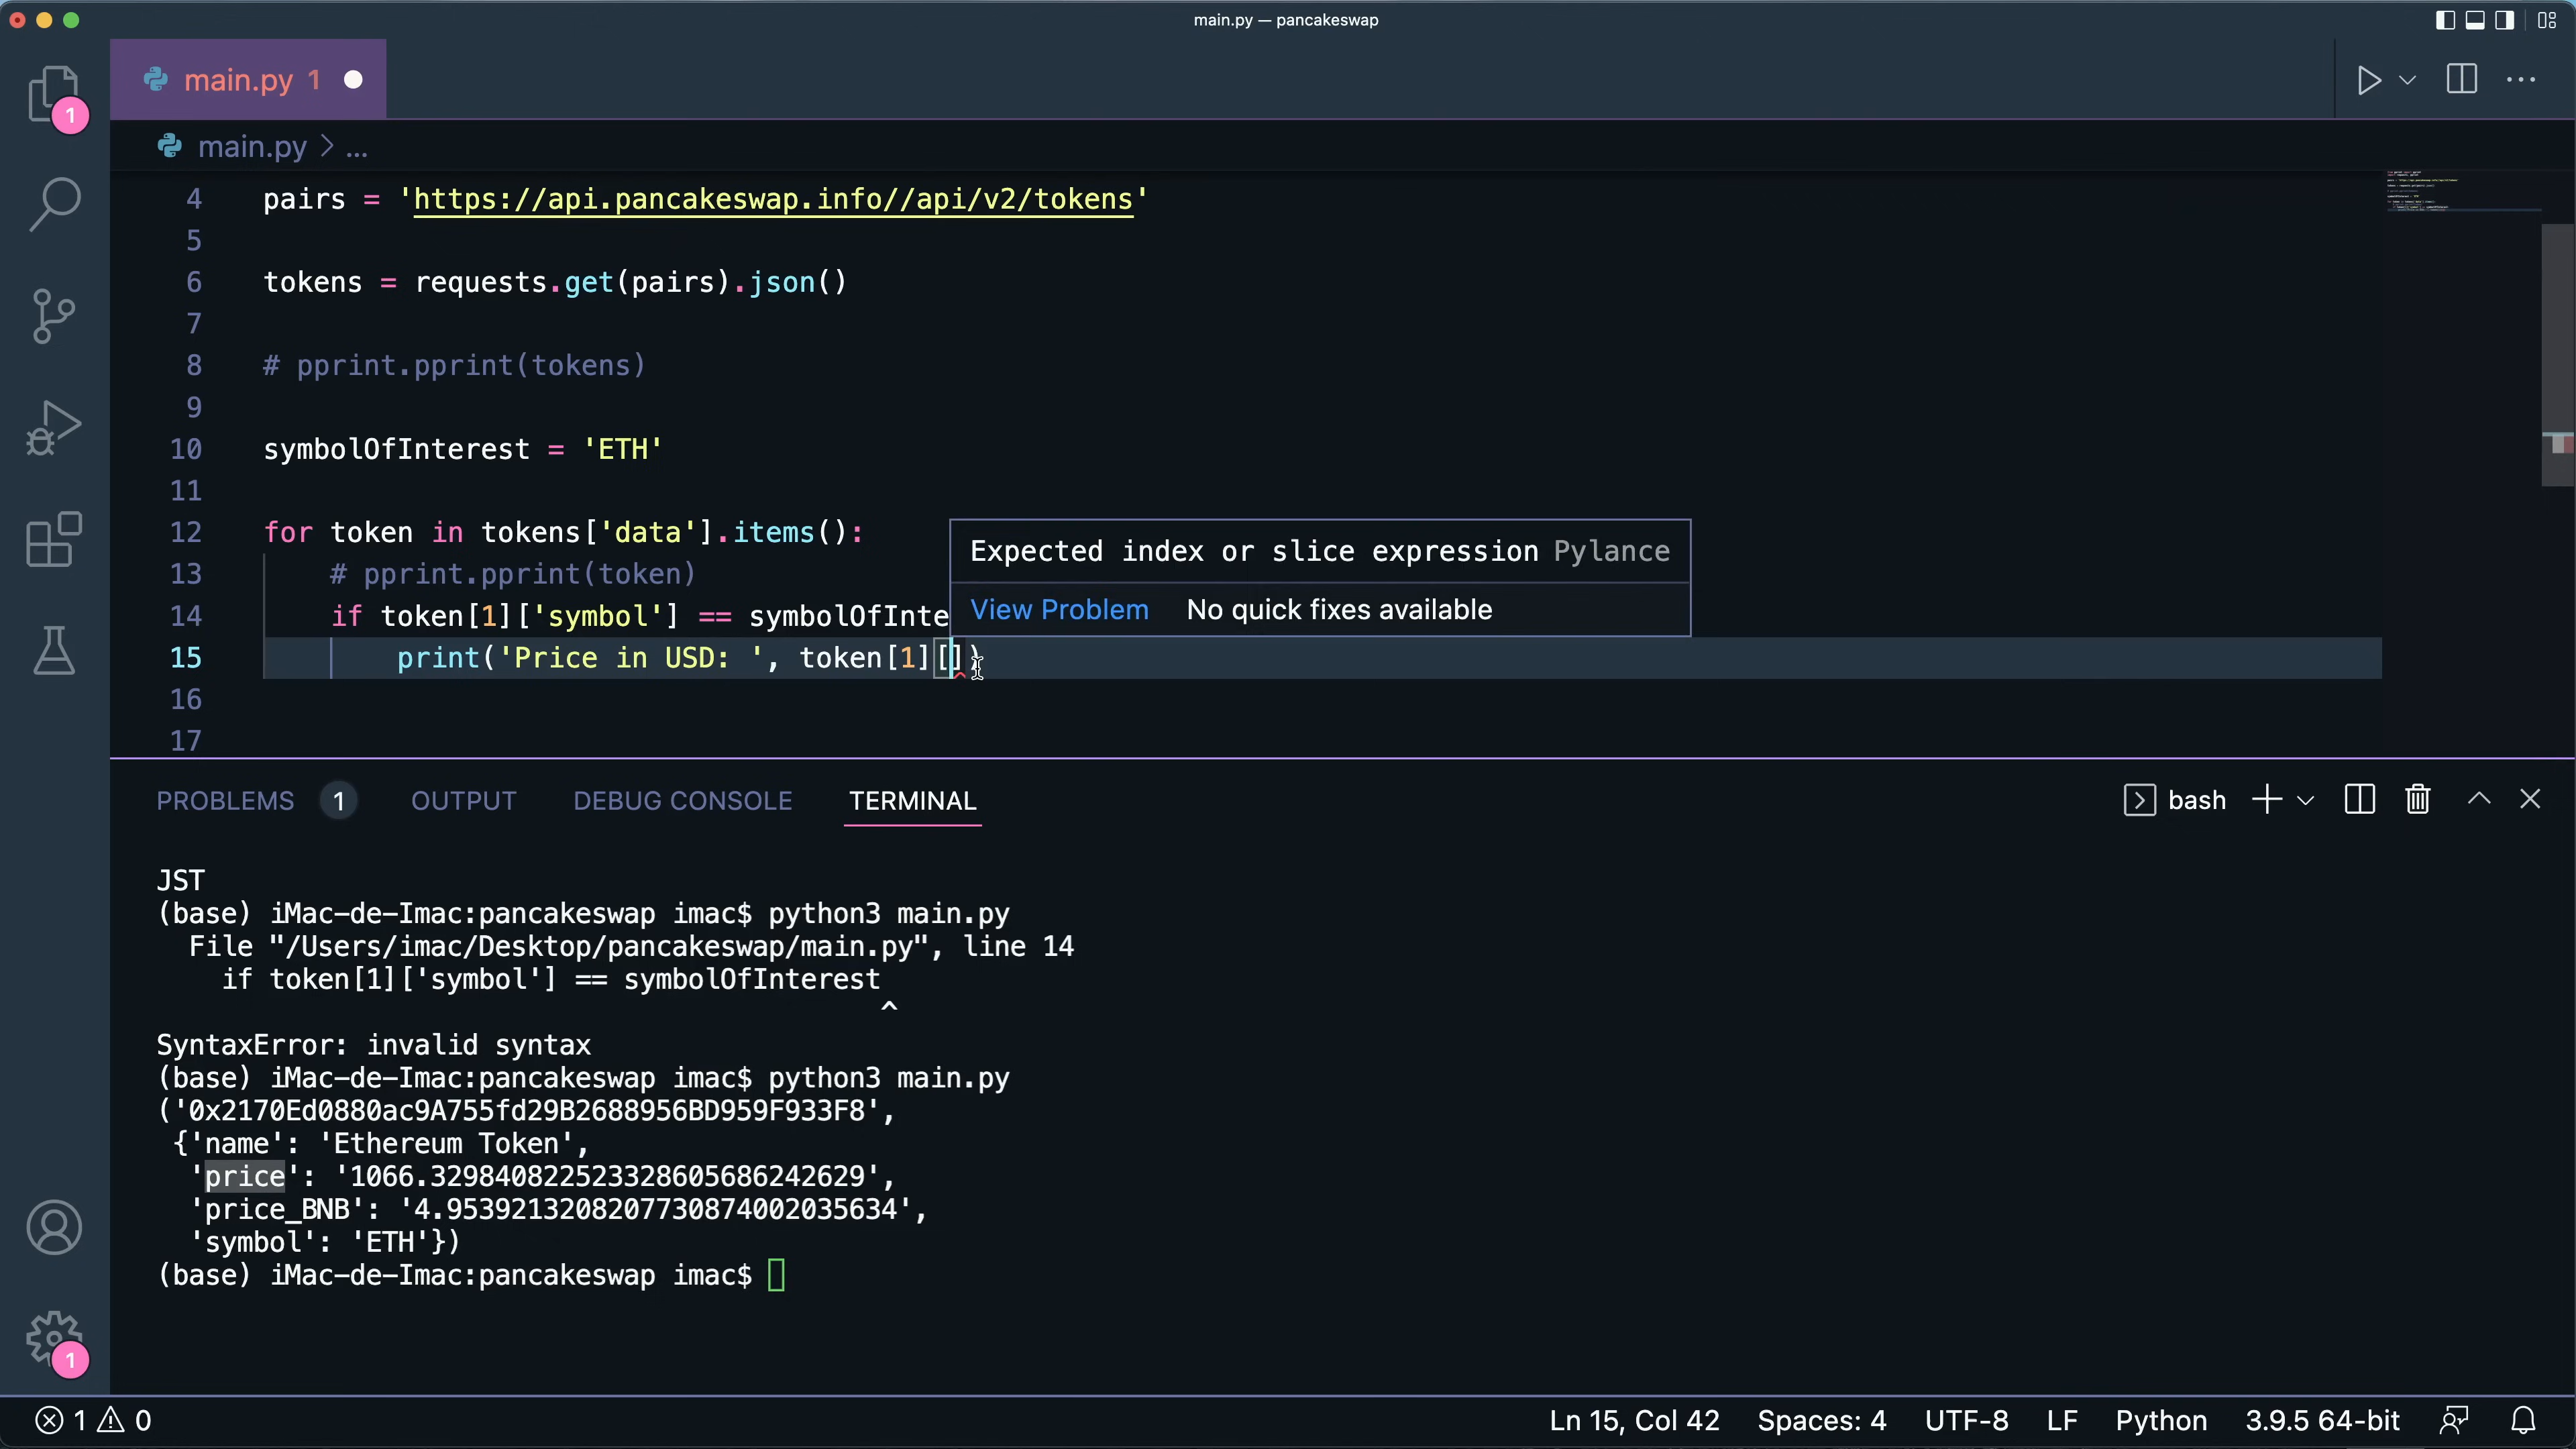 main.py — pancakeswap
main.py 1
1
main.py > ...
4 pairs = 'https://api.pancakeswap.info//api/v2/tokens'
5
6 tokens = requests.get(pairs).json()
7
8 # pprint.pprint(tokens)
9
10 symbolOfInterest = 'ETH'
11
12 for token in tokens['data'].items():
Expected index or slice expression Pylance
13 # pprint.pprint(token)
14 if token[1]['symbol'] == symbolOfInte
View Problem No quick fixes available
15 print('Price in USD: ', token[1][])
16
17
PROBLEMS 1 OUTPUT DEBUG CONSOLE TERMINAL
bash
JST
(base) iMac-de-Imac:pancakeswap imac$ python3 main.py
File "/Users/imac/Desktop/pancakeswap/main.py", line 14
if token[1]['symbol'] == symbolOfInterest
^
SyntaxError: invalid syntax
(base) iMac-de-Imac:pancakeswap imac$ python3 main.py
('0x2170Ed0880ac9A755fd29B2688956BD959F933F8',
{'name': 'Ethereum Token',
'price': '1066.329840822523328605686242629',
'price_BNB': '4.953921320820773087400203563​4',
'symbol': 'ETH'})
(base) iMac-de-Imac:pancakeswap imac$
1
1 0
Ln 15, Col 42 Spaces: 4 UTF-8 LF Python 3.9.5 64-bit